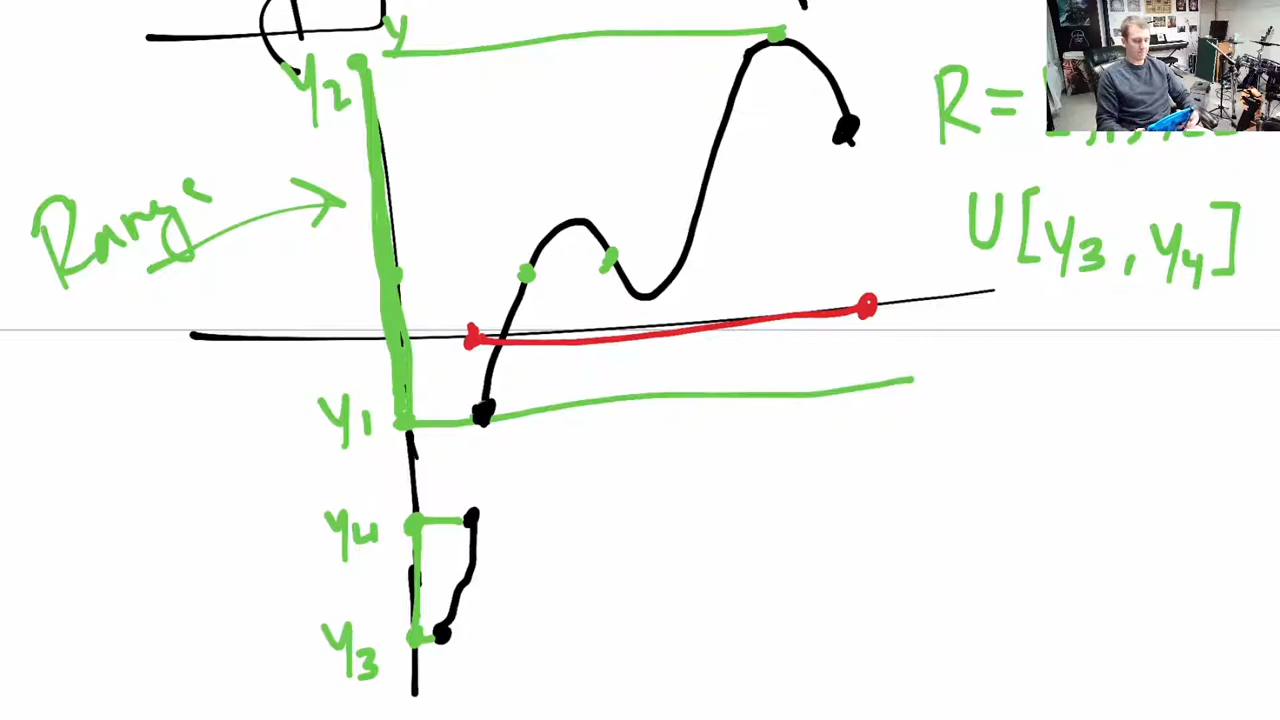 y
y2
R =
Range
U [y3, y4]
y1
y4
y3